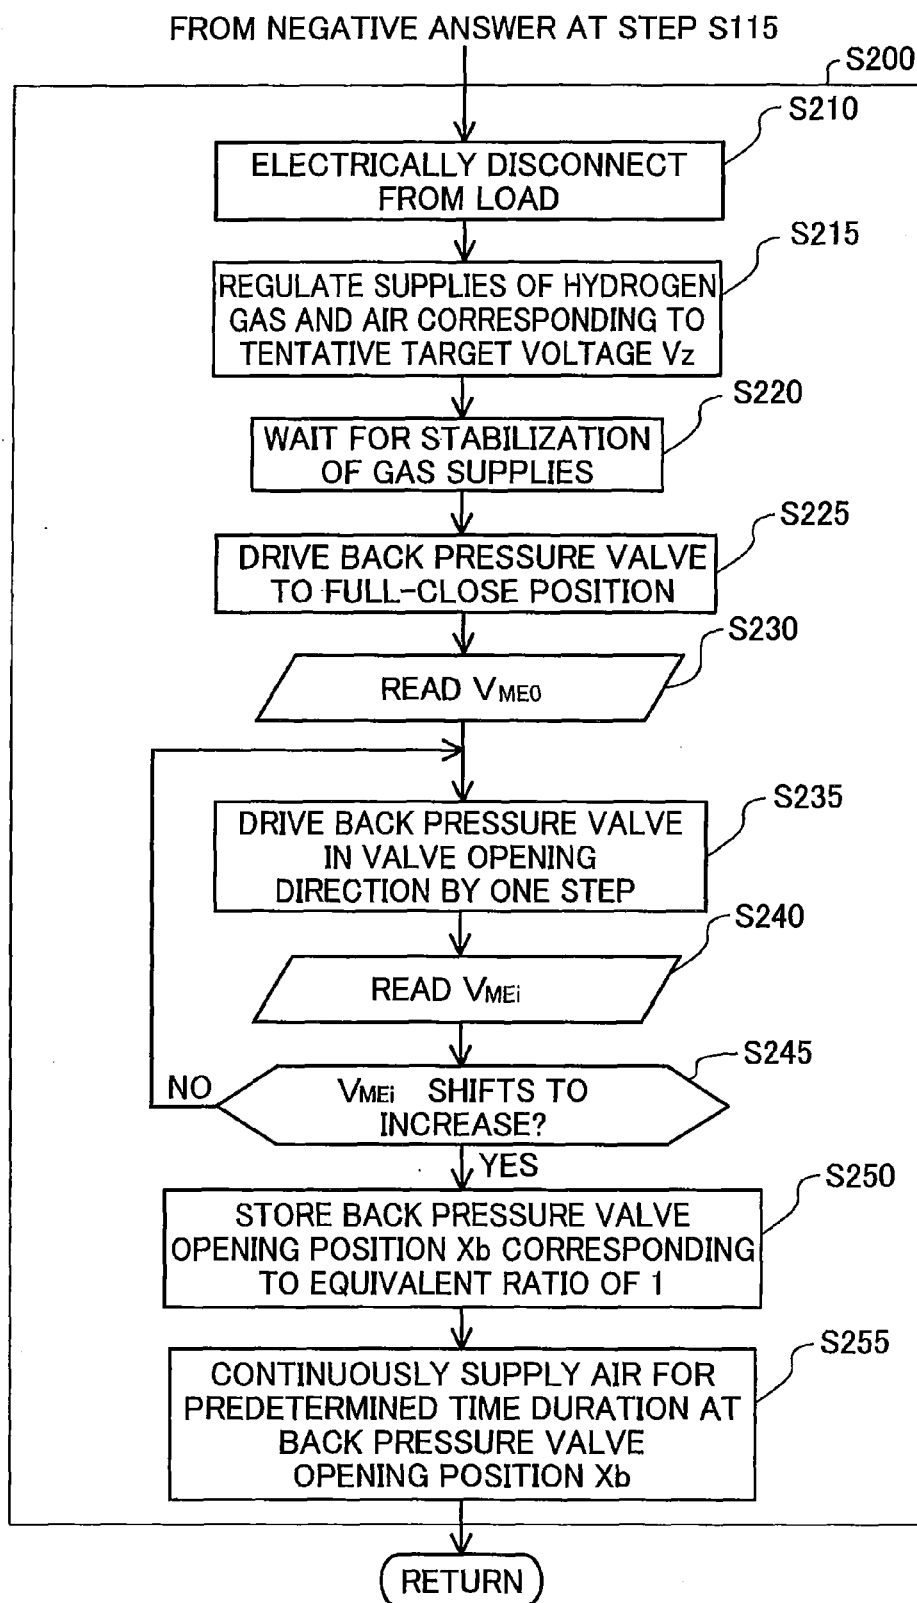 FROM NEGATIVE ANSWER AT STEP S115
S200
S210
ELECTRICALLY DISCONNECT
FROM LOAD
S215
REGULATE SUPPLIES OF HYDROGEN
GAS AND AIR CORRESPONDING TO
TENTATIVE TARGET VOLTAGE Vz
S220
WAIT FOR STABILIZATION
OF GAS SUPPLIES
S225
DRIVE BACK PRESSURE VALVE
TO FULL-CLOSE POSITION
S230
READ VME0
S235
DRIVE BACK PRESSURE VALVE
IN VALVE OPENING
DIRECTION BY ONE STEP
S240
READ VMEi
S245
NO
VMEi SHIFTS TO
INCREASE?
YES
S250
STORE BACK PRESSURE VALVE
OPENING POSITION Xb CORRESPONDING
TO EQUIVALENT RATIO OF 1
S255
CONTINUOUSLY SUPPLY AIR FOR
PREDETERMINED TIME DURATION AT
BACK PRESSURE VALVE
OPENING POSITION Xb
RETURN